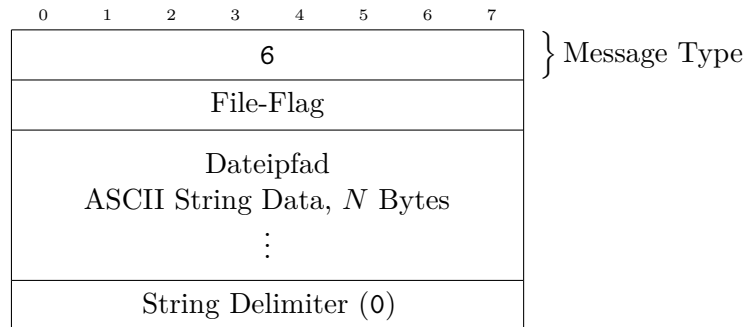 0 1 2 3 4 5 6 7
6 } Message Type
File-Flag
Dateipfad
ASCII String Data, N Bytes
⋮
String Delimiter (0)